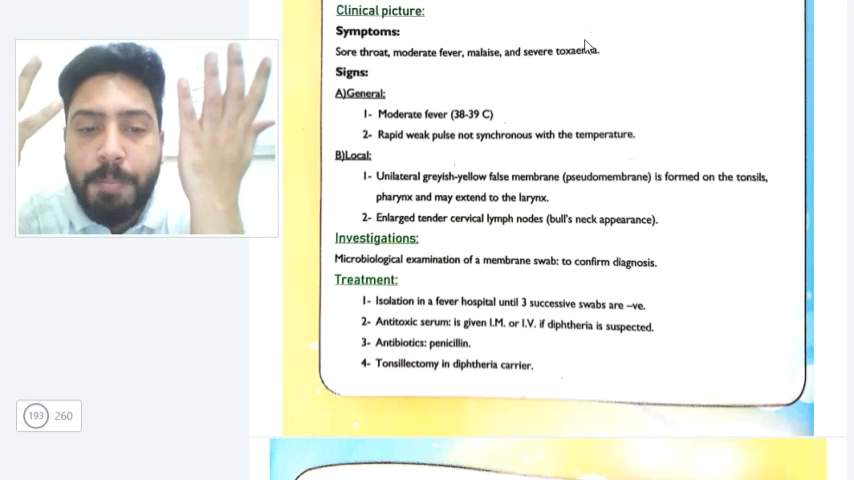 Clinical picture:
Symptoms:
Sore throat, moderate fever, malaise, and severe toxaemia.
Signs:
A)General:
1- Moderate fever (38-39 C)
2- Rapid weak pulse not synchronous with the temperature.
B)Local:
1- Unilateral greyish-yellow false membrane (pseudomembrane) is formed on the tonsils,
pharynx and may extend to the larynx.
2- Enlarged tender cervical lymph nodes (bull's neck appearance).
Investigations:
Microbiological examination of a membrane swab: to confirm diagnosis.
Treatment:
1- Isolation in a fever hospital until 3 successive swabs are –ve.
2- Antitoxic serum: is given I.M. or I.V. if diphtheria is suspected.
3- Antibiotics: penicillin.
4- Tonsillectomy in diphtheria carrier.
193 260